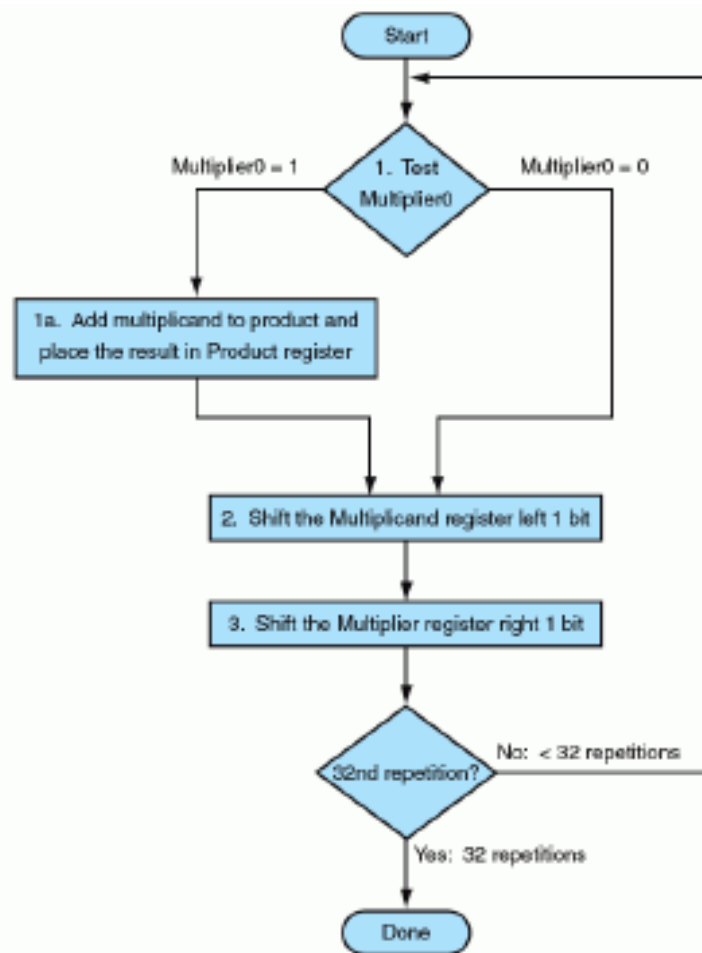 Start
Multiplier0 = 1
1. Test
Multiplier0
Multiplier0 = 0
1a. Add multiplicand to product and
place the result in Product register
2. Shift the Multiplicand register left 1 bit
3. Shift the Multiplier register right 1 bit
32nd repetition?
No: < 32 repetitions
Yes: 32 repetitions
Done